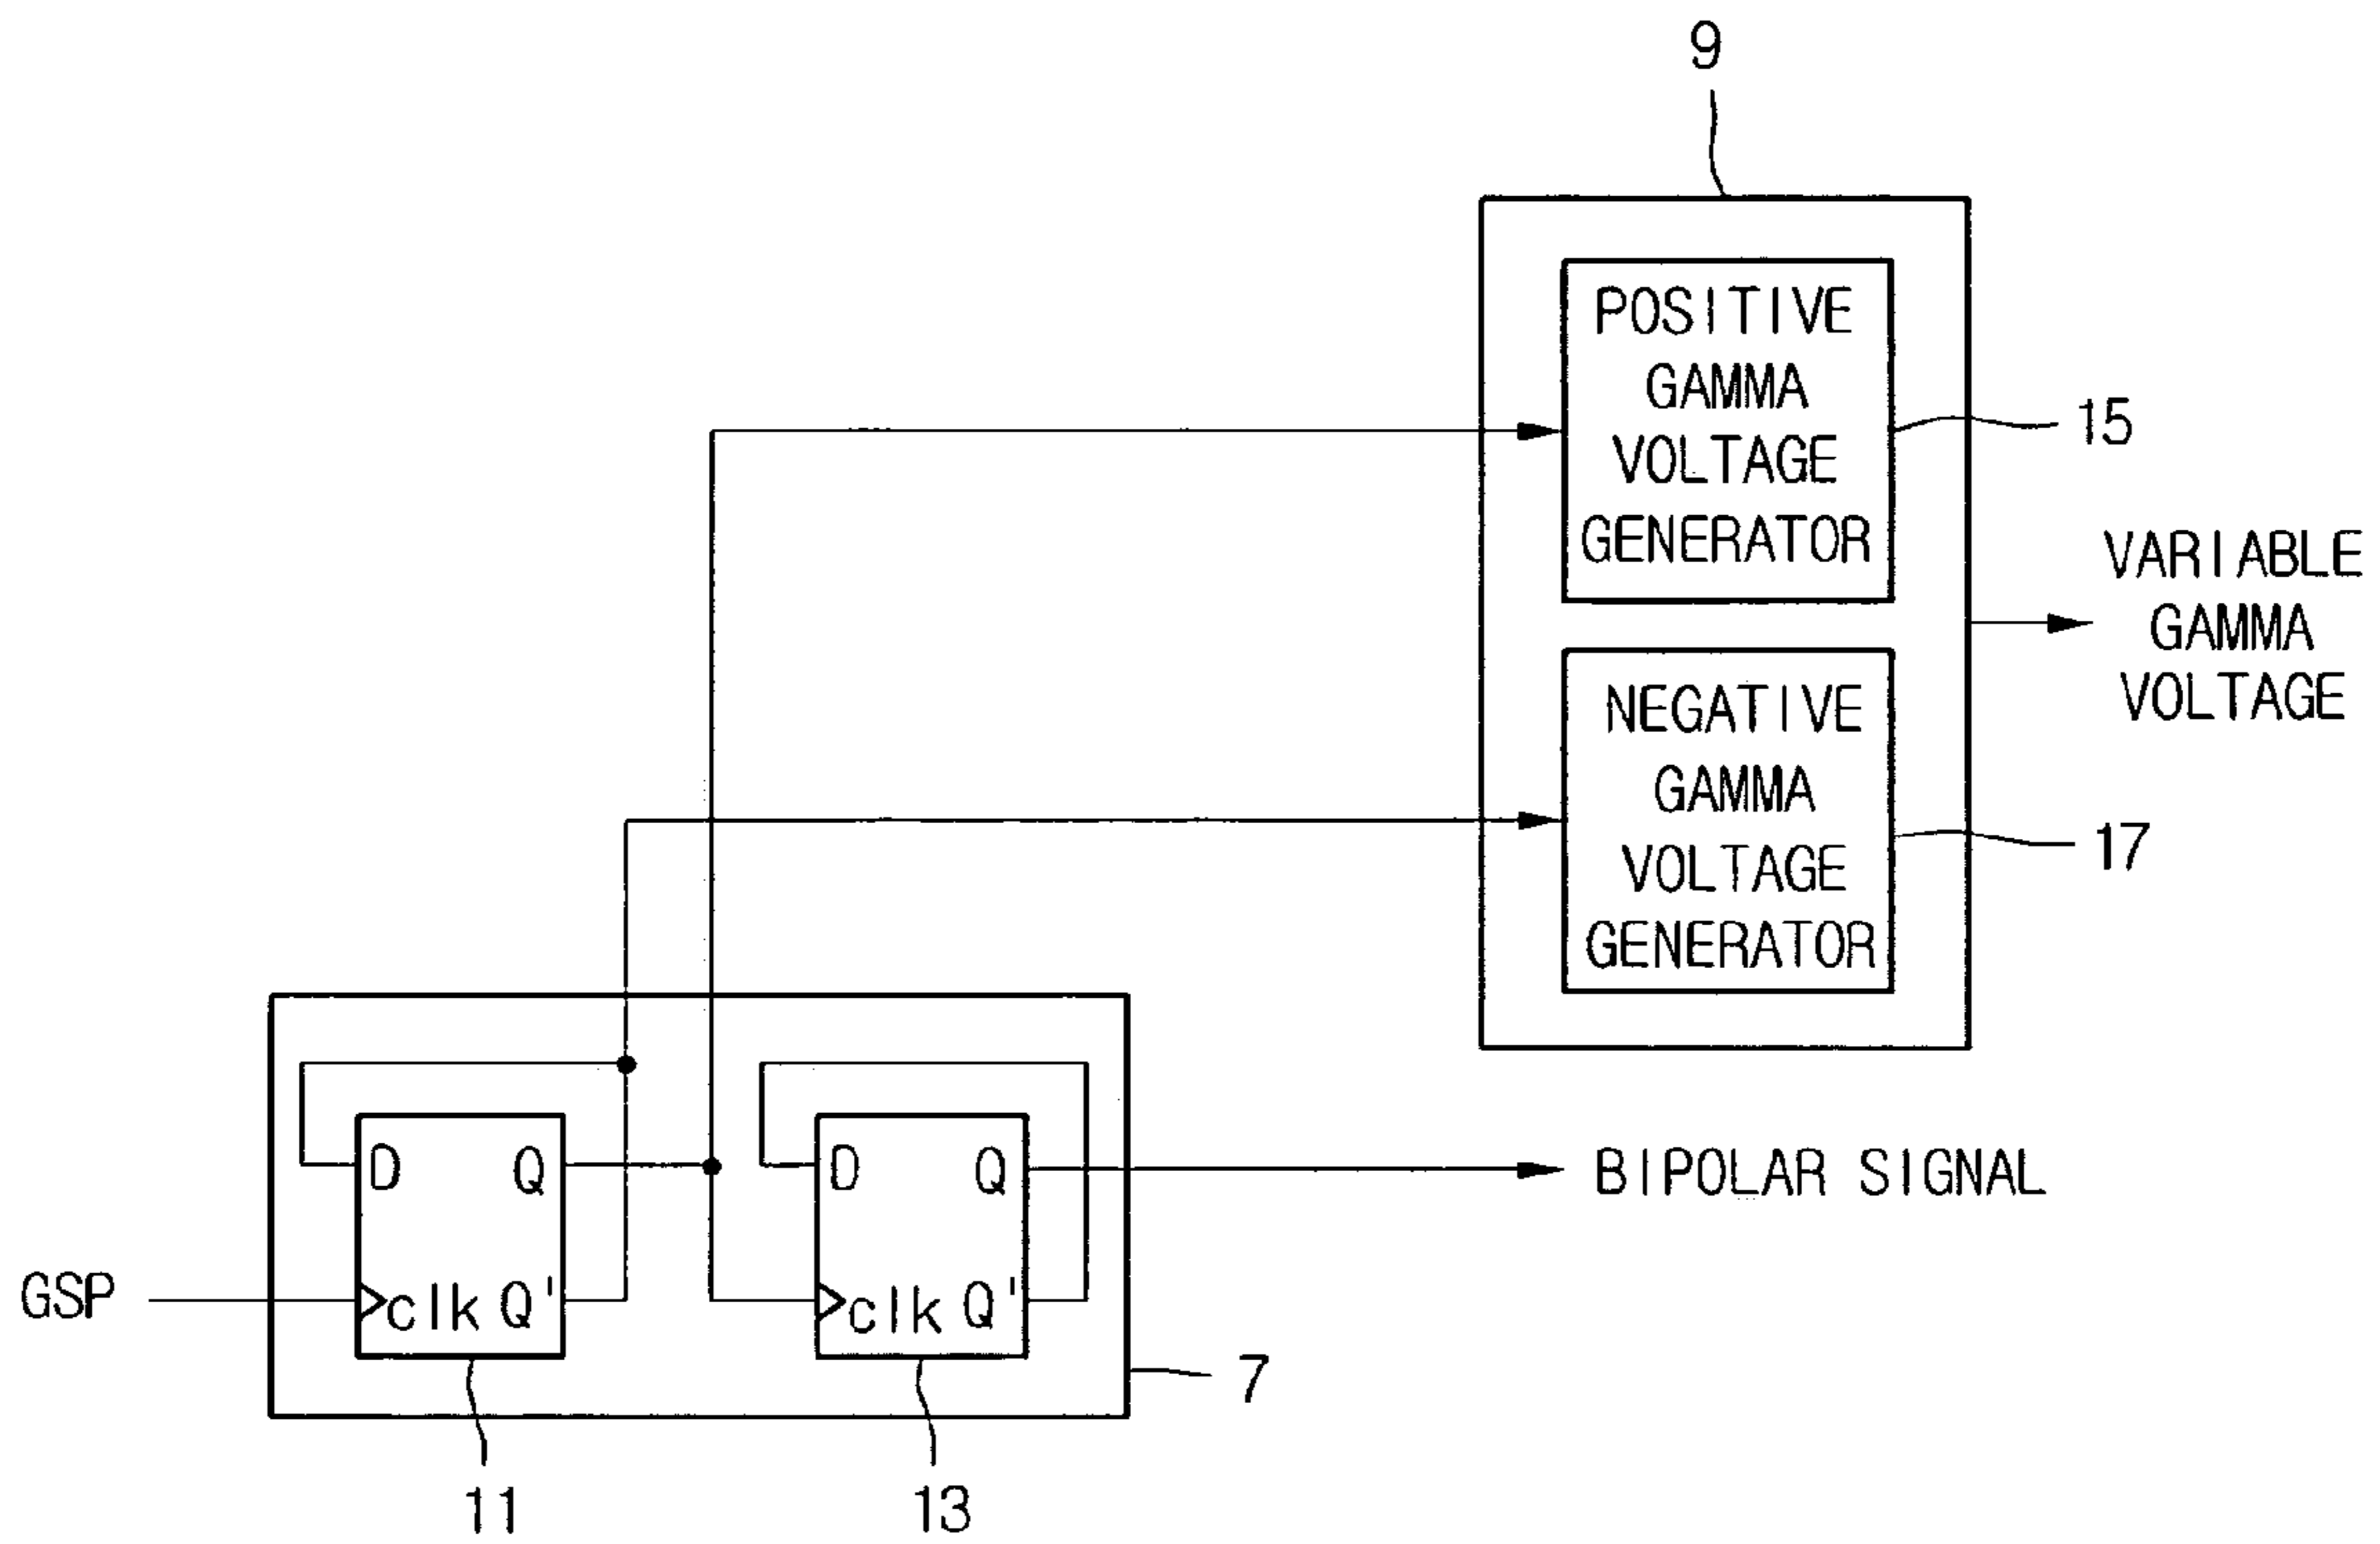 9
POSITIVE
GAMMA
VOLTAGE
GENERATOR
15
VARIABLE
GAMMA
VOLTAGE
NEGATIVE
GAMMA
VOLTAGE
GENERATOR
17
D Q
D Q
BIPOLAR SIGNAL
GSP
clk Q'
clk Q'
7
11
13